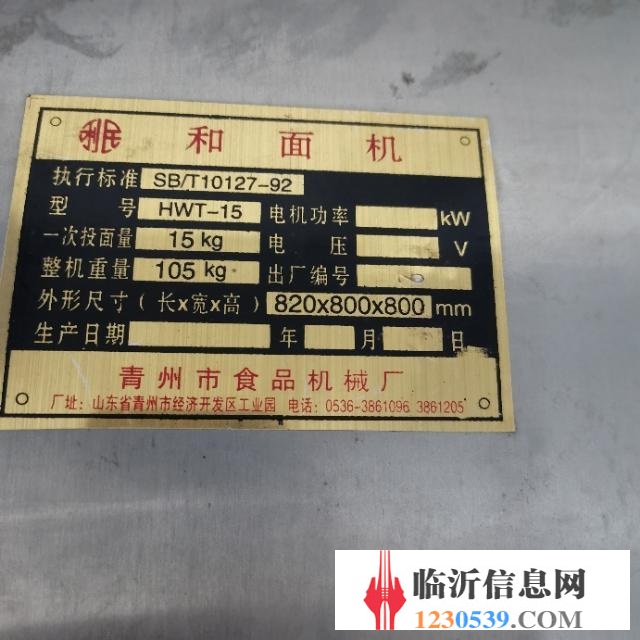 和面机
执行标准 SB/T10127-92
型号 HWT-15 电机功率 kW
一次投面量 15 kg 电压 V
整机重量 105 kg 出厂编号
外形尺寸（长x宽x高） 820x800x800 mm
生产日期 年 月 日
青州市食品机械厂
厂址：山东省青州市经济开发区工业园 电话：0536-3861096 3861205
临沂信息网
1230539.com